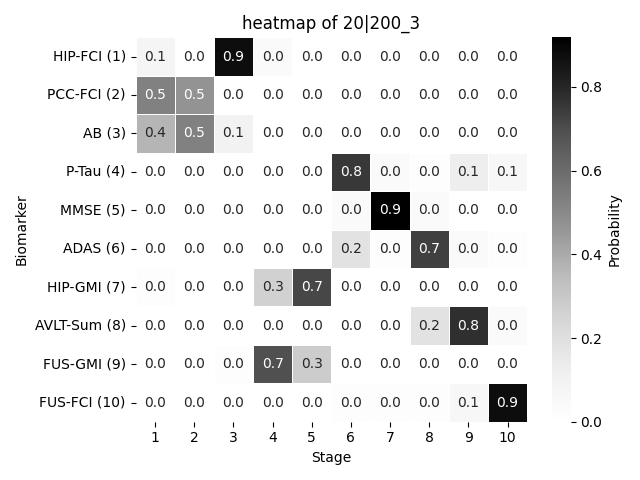 heatmap of 20|200_3
HIP-FCI (1) 0.1 0.0 0.9 0.0 0.0 0.0 0.0 0.0 0.0 0.0
PCC-FCI (2) 0.5 0.5 0.0 0.0 0.0 0.0 0.0 0.0 0.0 0.0
AB (3) 0.4 0.5 0.1 0.0 0.0 0.0 0.0 0.0 0.0 0.0
P-Tau (4) 0.0 0.0 0.0 0.0 0.0 0.8 0.0 0.0 0.1 0.1
MMSE (5) 0.0 0.0 0.0 0.0 0.0 0.0 0.9 0.0 0.0 0.0
ADAS (6) 0.0 0.0 0.0 0.0 0.0 0.2 0.0 0.7 0.0 0.0
HIP-GMI (7) 0.0 0.0 0.0 0.3 0.7 0.0 0.0 0.0 0.0 0.0
AVLT-Sum (8) 0.0 0.0 0.0 0.0 0.0 0.0 0.0 0.2 0.8 0.0
FUS-GMI (9) 0.0 0.0 0.0 0.7 0.3 0.0 0.0 0.0 0.0 0.0
FUS-FCI (10) 0.0 0.0 0.0 0.0 0.0 0.0 0.0 0.0 0.1 0.9
1 2 3 4 5 6 7 8 9 10
Stage
Biomarker
0.8
0.6
0.4
0.2
0.0
Probability